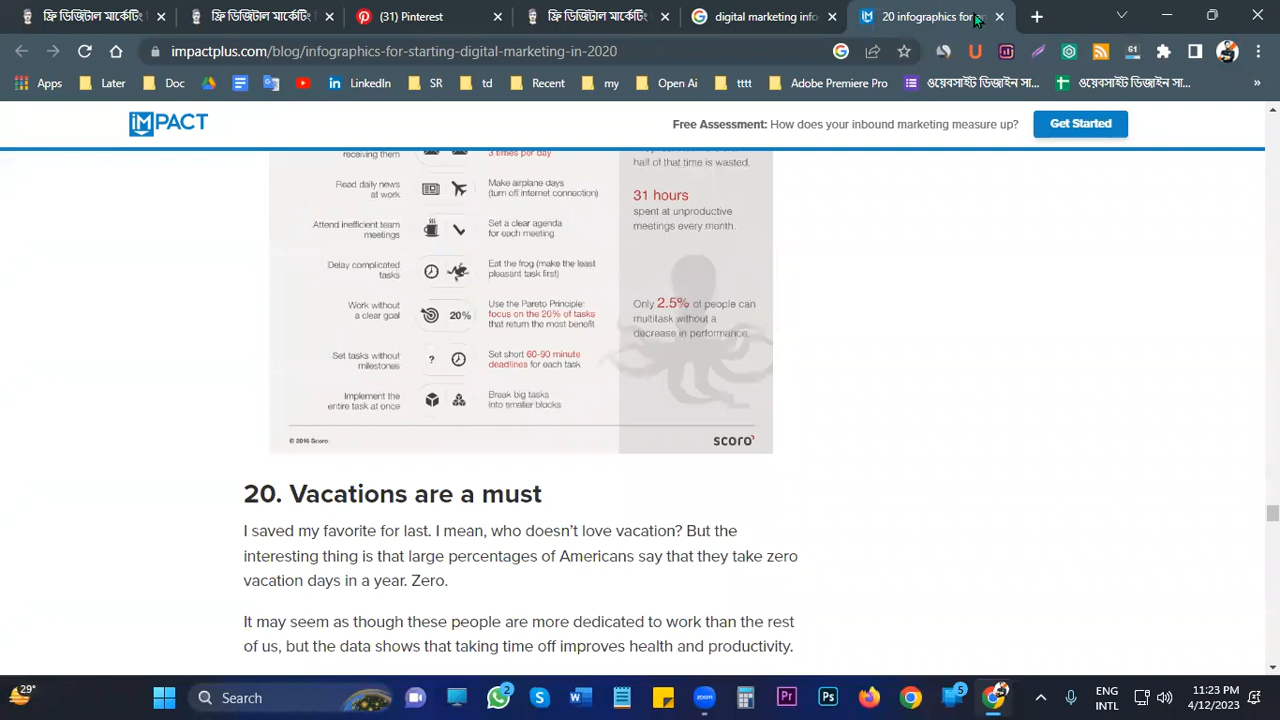 ফ্রি ডিজিটাল মার্কেটিং
ফ্রি ডিজিটাল মার্কেটিং
(31) Pinterest
ফ্রি ডিজিটাল মার্কেটিং
digital marketing info
20 infographics for
impactplus.com/blog/infographics-for-starting-digital-marketing-in-2020
61
Apps
Later
Doc
LinkedIn
SR
td
Recent
my
Open Ai
tttt
Adobe Premiere Pro
ওয়েবসাইট ডিজাইন সা...
ওয়েবসাইট ডিজাইন সা...
»
iMPACT
Free Assessment: How does your inbound marketing measure up?
Get Started
receiving them
3 times per day
half of that time is wasted.
Read daily news
at work
Make airplane days
(turn off internet connection)
31 hours
spent at unproductive
meetings every month.
Attend inefficient team
meetings
Set a clear agenda
for each meeting
Delay complicated
tasks
Eat the frog (make the least
pleasant task first)
Work without
a clear goal
20%
Use the Pareto Principle:
focus on the 20% of tasks
that return the most benefit
Only 2.5% of people can
multitask without a
decrease in performance.
Set tasks without
milestones
?
Set short 60-90 minute
deadlines for each task
Implement the
entire task at once
Break big tasks
into smaller blocks
© 2016 Scoro
scoro
20. Vacations are a must
I saved my favorite for last. I mean, who doesn’t love vacation? But the
interesting thing is that large percentages of Americans say that they take zero
vacation days in a year. Zero.
It may seem as though these people are more dedicated to work than the rest
of us, but the data shows that taking time off improves health and productivity.
29°
Search
2
5
ENG
INTL
11:23 PM
4/12/2023